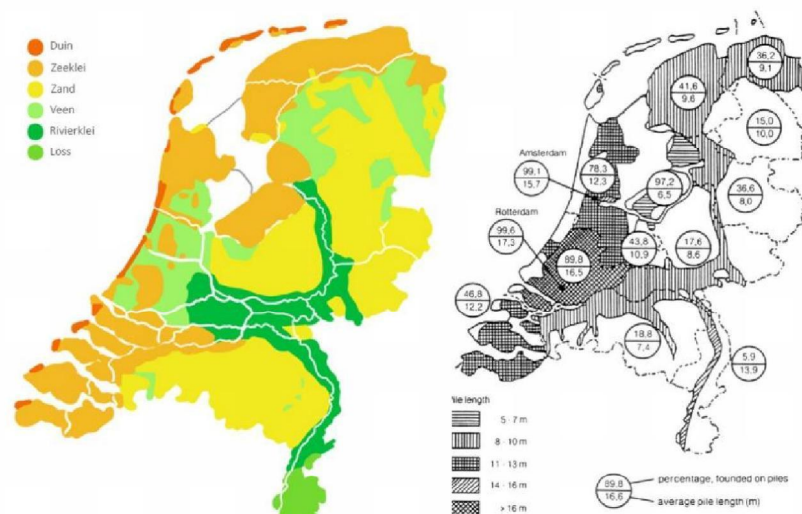 Duin
Zeeklei
Zand
Veen
Rivierklei
Loss
36,2
9,1
41,6
9,6
15,0
10,0
Amsterdam
99,1
15,7
78,3
12,3
97,2
6,5
36,6
8,0
Rotterdam
99,6
17,3
89,8
16,5
43,8
10,9
17,6
8,6
46,8
12,2
18,8
7,4
5,9
13,9
ile length
5 - 7 m
8 - 10 m
11 - 13 m
14 - 16 m
> 16 m
89,8
16,6
percentage, founded on piles
average pile length (m)